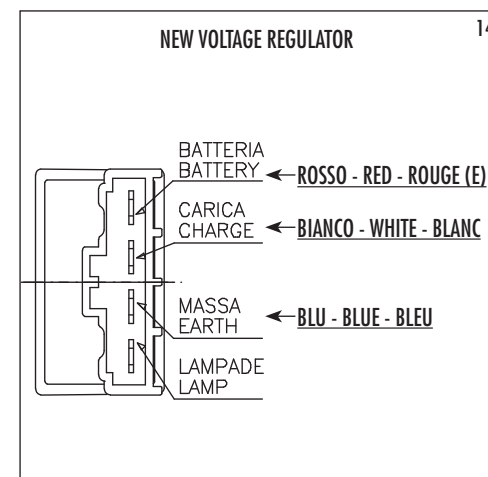 NEW VOLTAGE REGULATOR
14
BATTERIA
BATTERY
ROSSO - RED - ROUGE (E)
CARICA
CHARGE
BIANCO - WHITE - BLANC
MASSA
EARTH
BLU - BLUE - BLEU
LAMPADE
LAMP